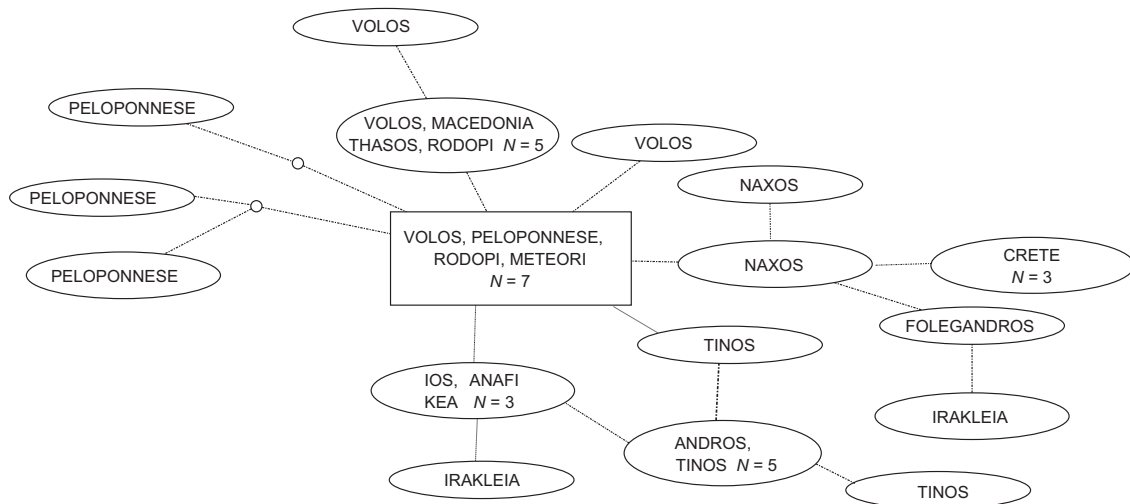 VOLOS
PELOPONNESE
VOLOS, MACEDONIA
THASOS, RODOPI N = 5
VOLOS
PELOPONNESE
NAXOS
PELOPONNESE
VOLOS, PELOPONNESE,
RODOPI, METEORI
N = 7
NAXOS
CRETE
N = 3
FOLEGANDROS
TINOS
IOS, ANAFI
KEA N = 3
IRAKLEIA
ANDROS,
TINOS N = 5
IRAKLEIA
TINOS